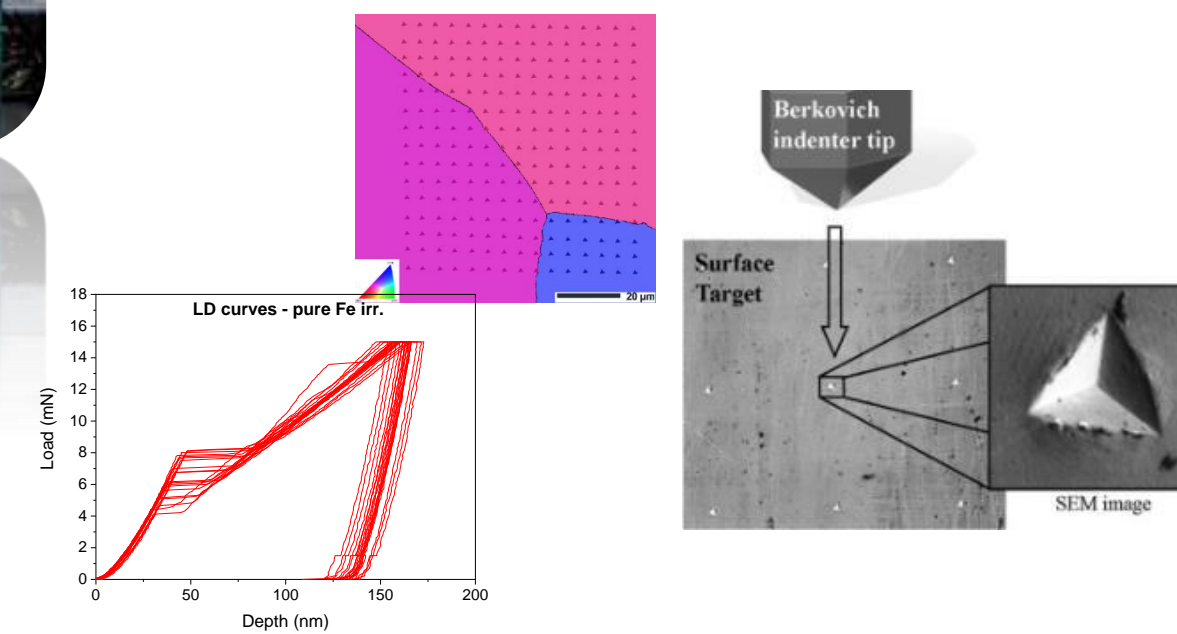 20 µm
LD curves - pure Fe irr.
Load (mN)
18
16
14
12
10
8
6
4
2
0
0 50 100 150 200
Depth (nm)
Berkovich
indenter tip
Surface
Target
SEM image